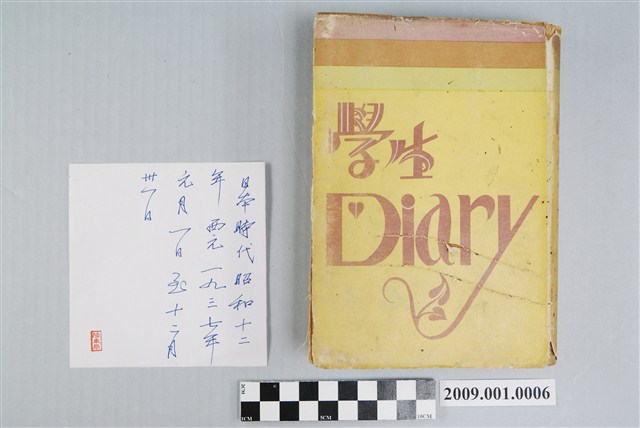 日本時代昭和十二
年 西元一九三七年
元月一日至十二月
卅一日
學生
Diary
1CM
5CM
10CM
2009.001.0006